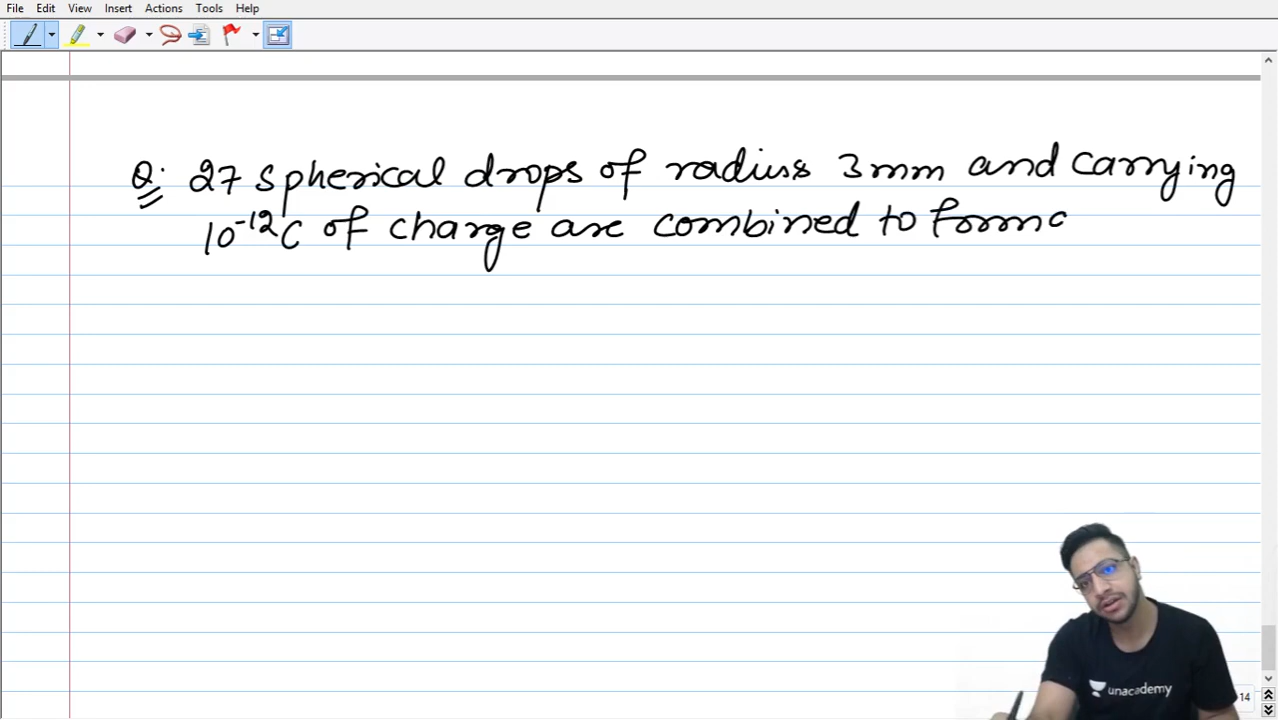 File Edit View Insert Actions Tools Help
Q. 27 spherical drops of radius 3mm and carrying
10⁻¹²C of charge are combined to form a
unacademy
14